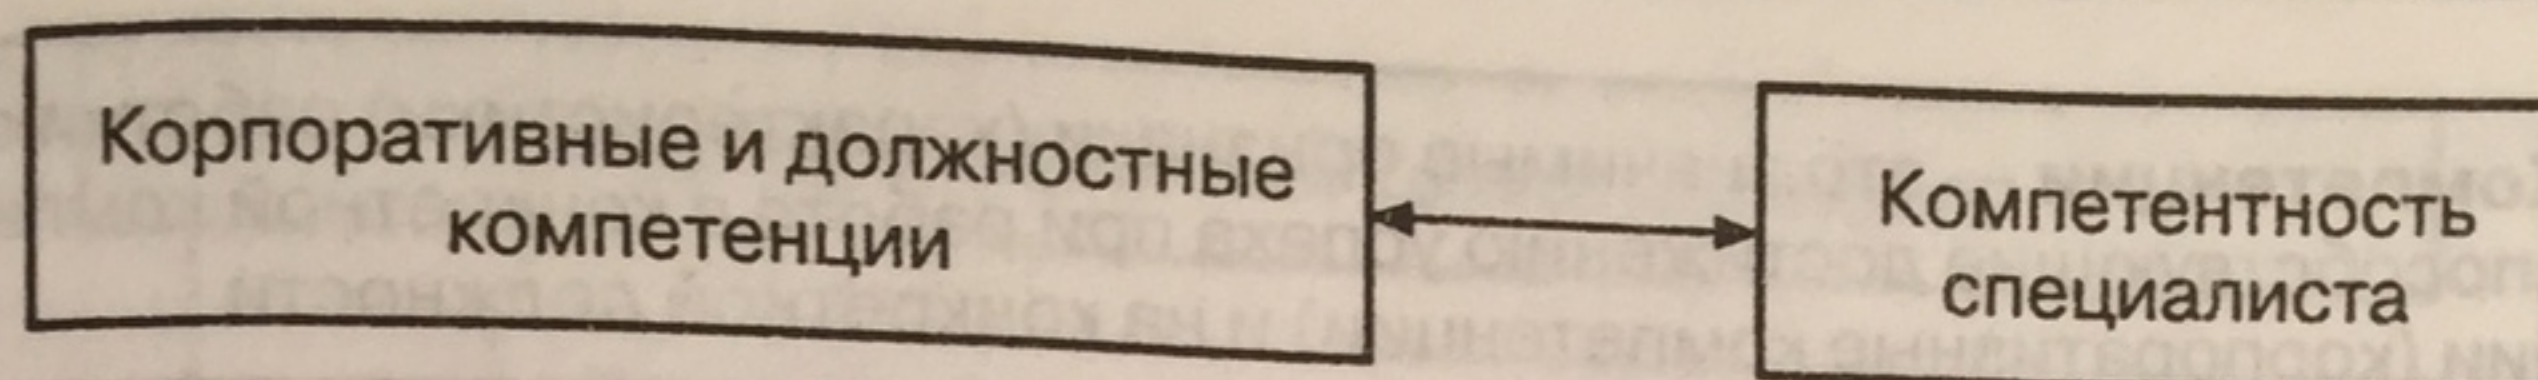 Корпоративные и должностные
компетенции
Компетентность
специалиста